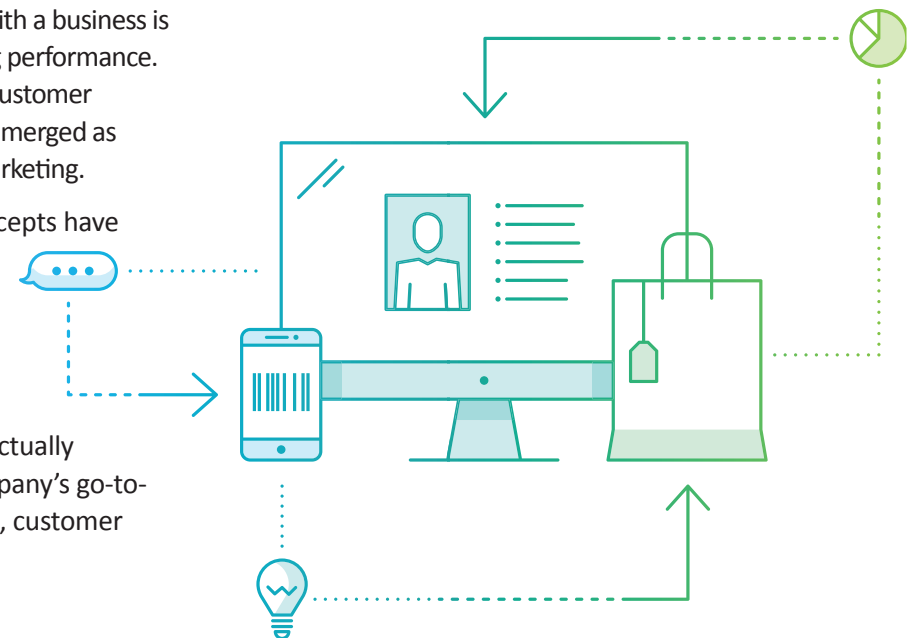 ith a business is
g performance.
ustomer
merged as
rketing.
cepts have
ctually
pany’s go-to-
, customer